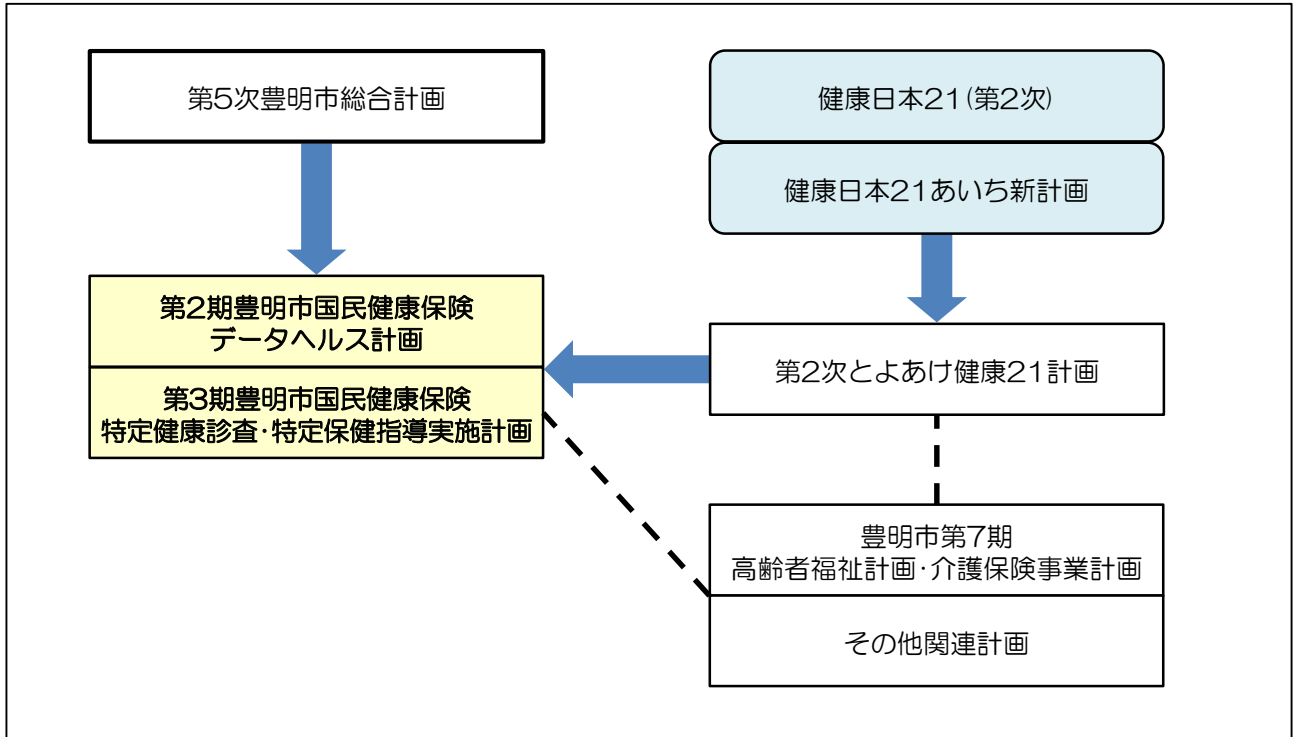 第5次豊明市総合計画
健康日本21(第2次)
健康日本21あいち新計画
第2期豊明市国民健康保険
データヘルス計画
第3期豊明市国民健康保険
特定健康診査・特定保健指導実施計画
第2次とよあけ健康21計画
豊明市第7期
高齢者福祉計画・介護保険事業計画
その他関連計画